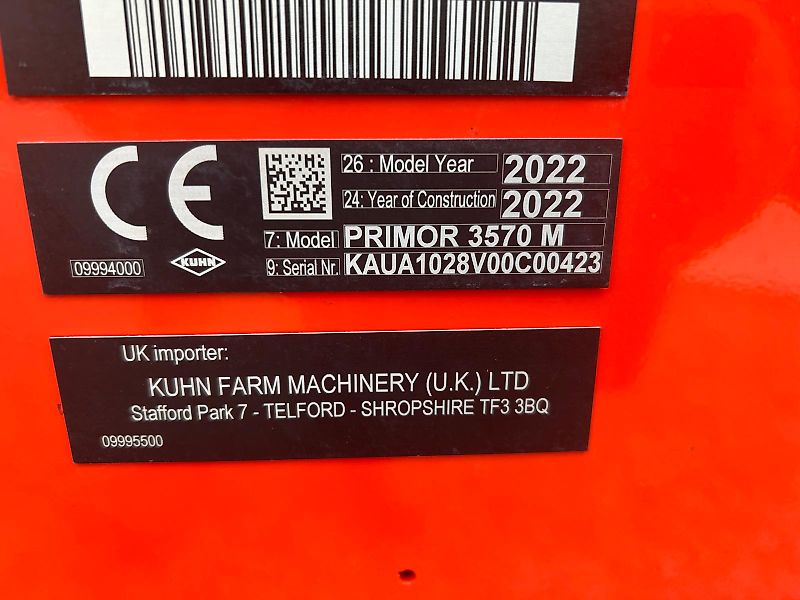 CE
26 : Model Year 2022
24: Year of Construction 2022
7: Model PRIMOR 3570 M
09994000 KUHN 9: Serial Nr. KAUA1028V00C00423
UK importer:
KUHN FARM MACHINERY (U.K.) LTD
Stafford Park 7 - TELFORD - SHROPSHIRE TF3 3BQ
09995500